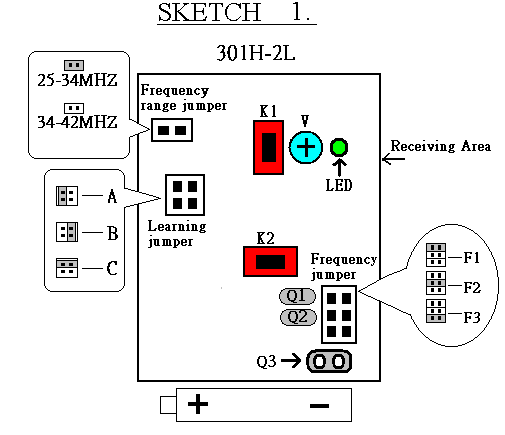 SKETCH 1.
301H-2L
25-34MHZ
34-42MHZ
Frequency
range jumper
K1
V
LED
Receiving Area
A
B
C
Learning
jumper
K2
Frequency
jumper
Q1
Q2
Q3
F1
F2
F3
+ −